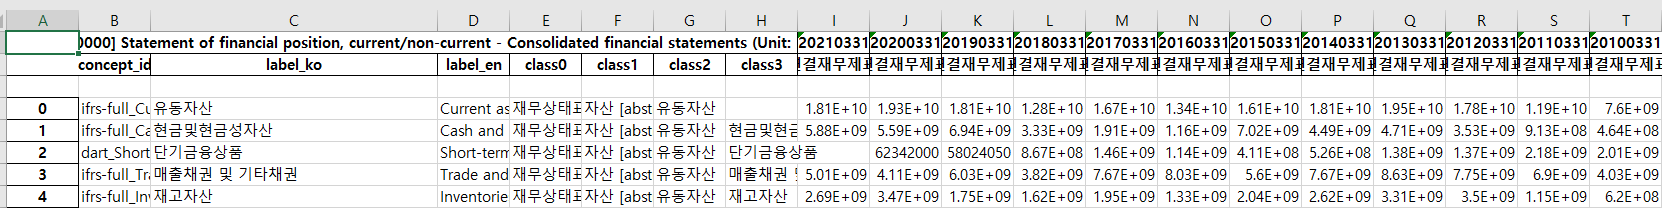 A B C D E F G H I J K L M N O P Q R S T
0000] Statement of financial position, current/non-current - Consolidated financial statements (Unit: 20210331 20200331 20190331 20180331 20170331 20160331 20150331 20140331 20130331 20120331 20110331 20100331
concept_id label_ko label_en class0 class1 class2 class3 결재무제표 결재무제표 결재무제표 결재무제표 결재무제표 결재무제표 결재무제표 결재무제표 결재무제표 결재무제표 결재무제표 결재무제표
0 ifrs-full_Cu 유동자산 Current as 재무상태표 자산 [abst 유동자산 1.81E+10 1.93E+10 1.81E+10 1.28E+10 1.67E+10 1.34E+10 1.61E+10 1.81E+10 1.95E+10 1.78E+10 1.19E+10 7.6E+09
1 ifrs-full_Ca 현금및현금성자산 Cash and 재무상태표 자산 [abst 유동자산 현금및현금 5.88E+09 5.59E+09 6.94E+09 3.33E+09 1.91E+09 1.16E+09 7.02E+09 4.49E+09 4.71E+09 3.53E+09 9.13E+08 4.64E+08
2 dart_Short 단기금융상품 Short-term 재무상태표 자산 [abst 유동자산 단기금융상품 62342000 58024050 8.67E+08 1.46E+09 1.14E+09 4.11E+08 5.26E+08 1.38E+09 1.37E+09 2.18E+09 2.01E+09
3 ifrs-full_Tra 매출채권 및 기타채권 Trade and 재무상태표 자산 [abst 유동자산 매출채권 5.01E+09 4.11E+09 6.03E+09 3.82E+09 7.67E+09 8.03E+09 5.6E+09 7.67E+09 8.63E+09 7.75E+09 6.9E+09 4.03E+09
4 ifrs-full_Inv 재고자산 Inventorie 재무상태표 자산 [abst 유동자산 재고자산 2.69E+09 3.47E+09 1.75E+09 1.62E+09 1.95E+09 1.33E+09 2.04E+09 2.62E+09 3.31E+09 3.5E+09 1.15E+09 6.2E+08